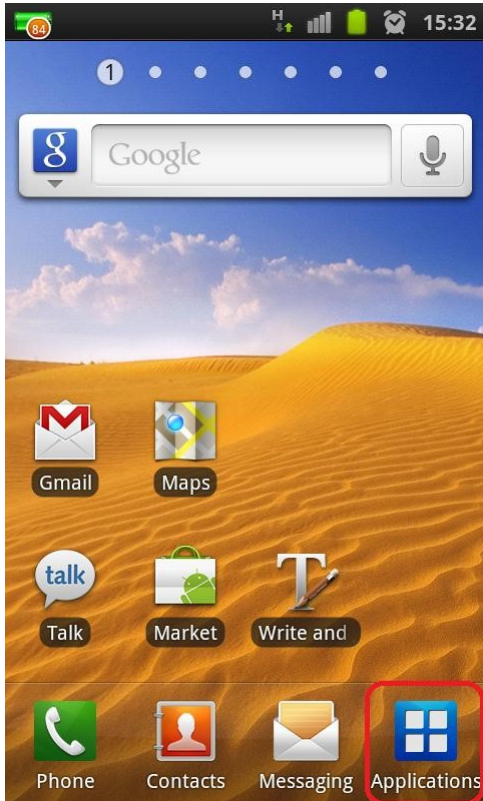 84
H
15:32
1
g Google
Gmail
Maps
talk
Talk
Market
T
Write and
Phone
Contacts
Messaging
Applications